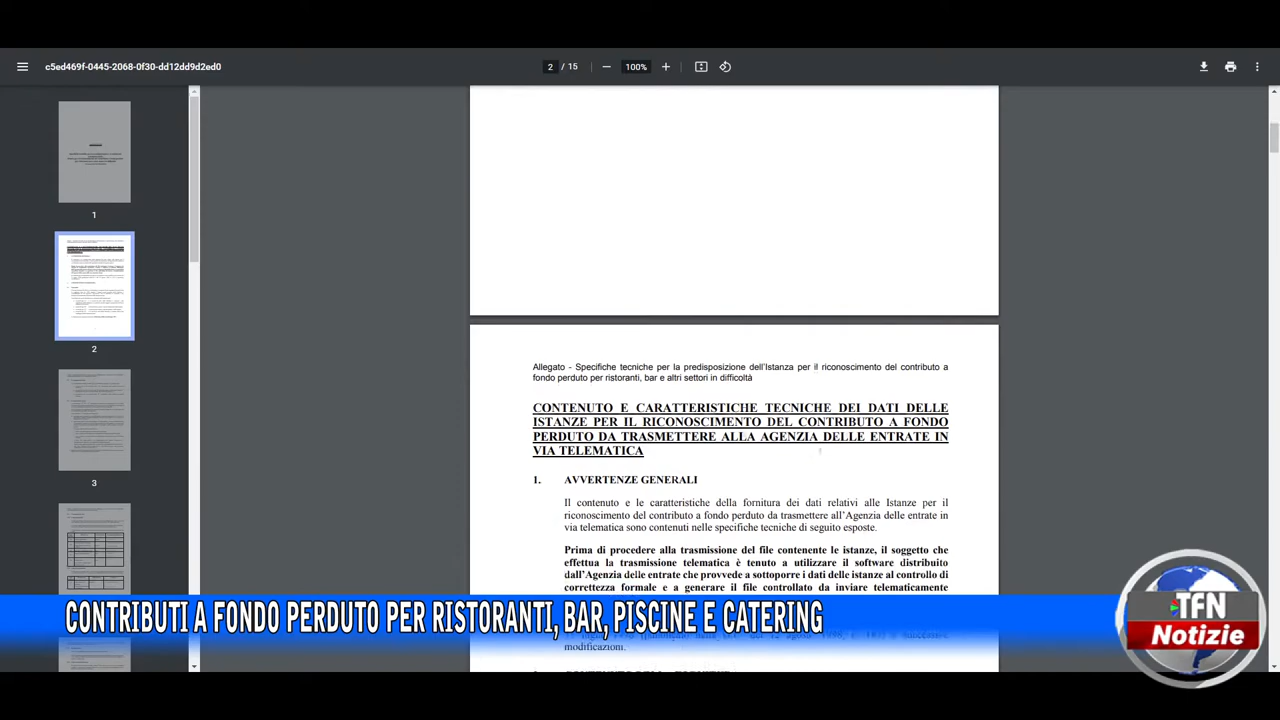 c5ed469f-0445-2068-0f30-dd12dd9d2ed0
2 / 15
100%
1
2
3
Allegato - Specifiche tecniche per la predisposizione dell'Istanza per il riconoscimento del contributo a
fondo perduto per ristoranti, bar e altri settori in difficoltà
CONTENUTO E CARATTERISTICHE TECNICHE DEI DATI DELLE
ISTANZE PER IL RICONOSCIMENTO DEL CONTRIBUTO A FONDO
PERDUTO DA TRASMETTERE ALLA AGENZIA DELLE ENTRATE IN
VIA TELEMATICA
1. AVVERTENZE GENERALI
Il contenuto e le caratteristiche della fornitura dei dati relativi alle Istanze per il
riconoscimento del contributo a fondo perduto da trasmettere all'Agenzia delle entrate in
via telematica sono contenuti nelle specifiche tecniche di seguito esposte.
Prima di procedere alla trasmissione del file contenente le istanze, il soggetto che
effettua la trasmissione telematica è tenuto a utilizzare il software distribuito
dall'Agenzia delle entrate che provvede a sottoporre i dati delle istanze al controllo di
correttezza formale e a generare il file controllato da inviare telematicamente
modificazioni.
CONTRIBUTI A FONDO PERDUTO PER RISTORANTI, BAR, PISCINE E CATERING
TFN
Notizie